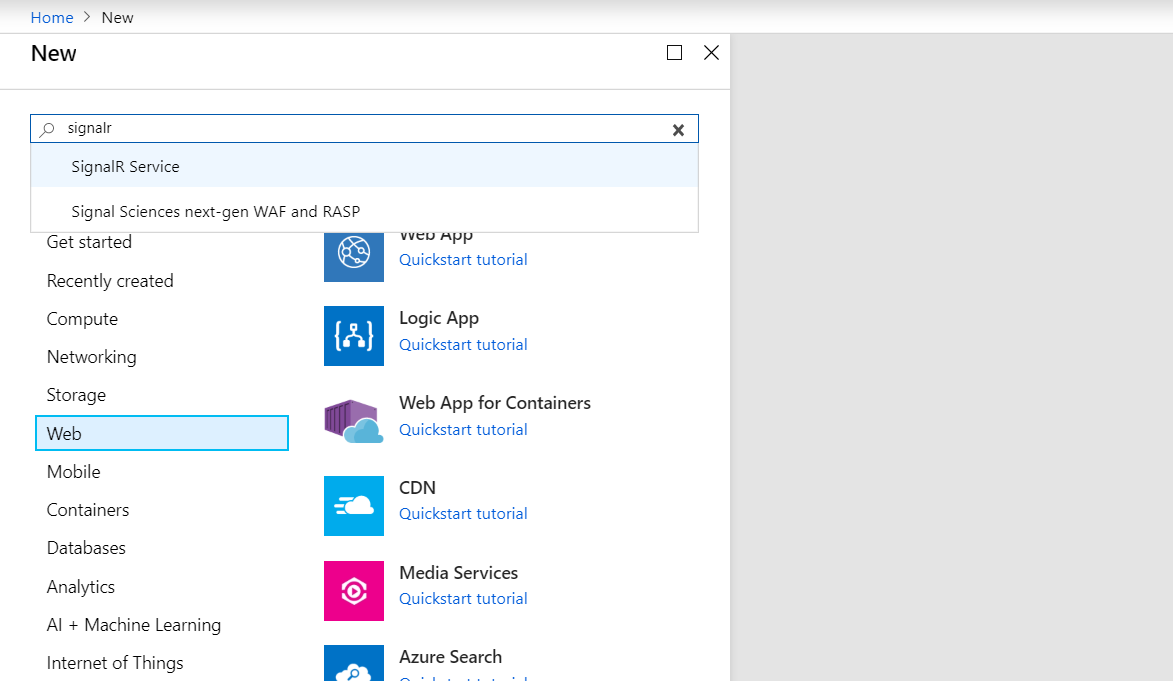 Home > New
New
signalr
SignalR Service
Signal Sciences next-gen WAF and RASP
Get started
Recently created
Compute
Networking
Storage
Web
Mobile
Containers
Databases
Analytics
AI + Machine Learning
Internet of Things
Web App
Quickstart tutorial
Logic App
Quickstart tutorial
Web App for Containers
Quickstart tutorial
CDN
Quickstart tutorial
Media Services
Quickstart tutorial
Azure Search
Quickstart tutorial